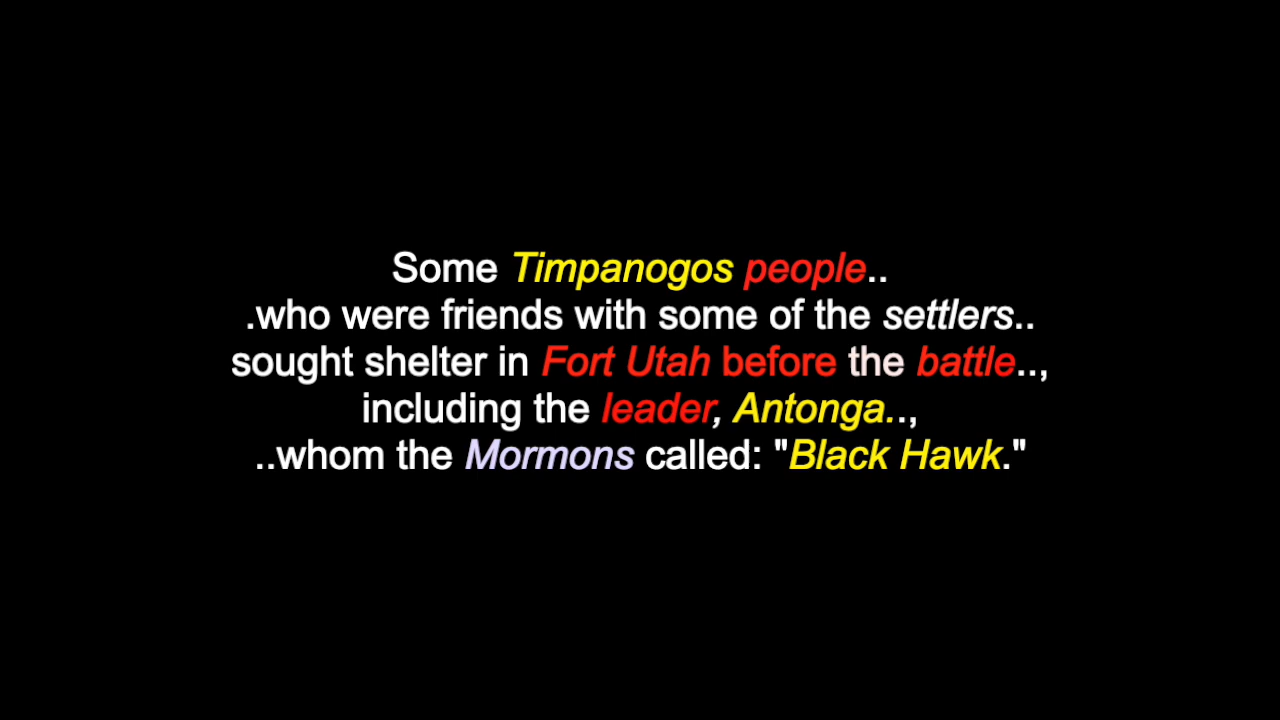 Some Timpanogos people..
.who were friends with some of the settlers..
sought shelter in Fort Utah before the battle..,
including the leader, Antonga..,
..whom the Mormons called: "Black Hawk."